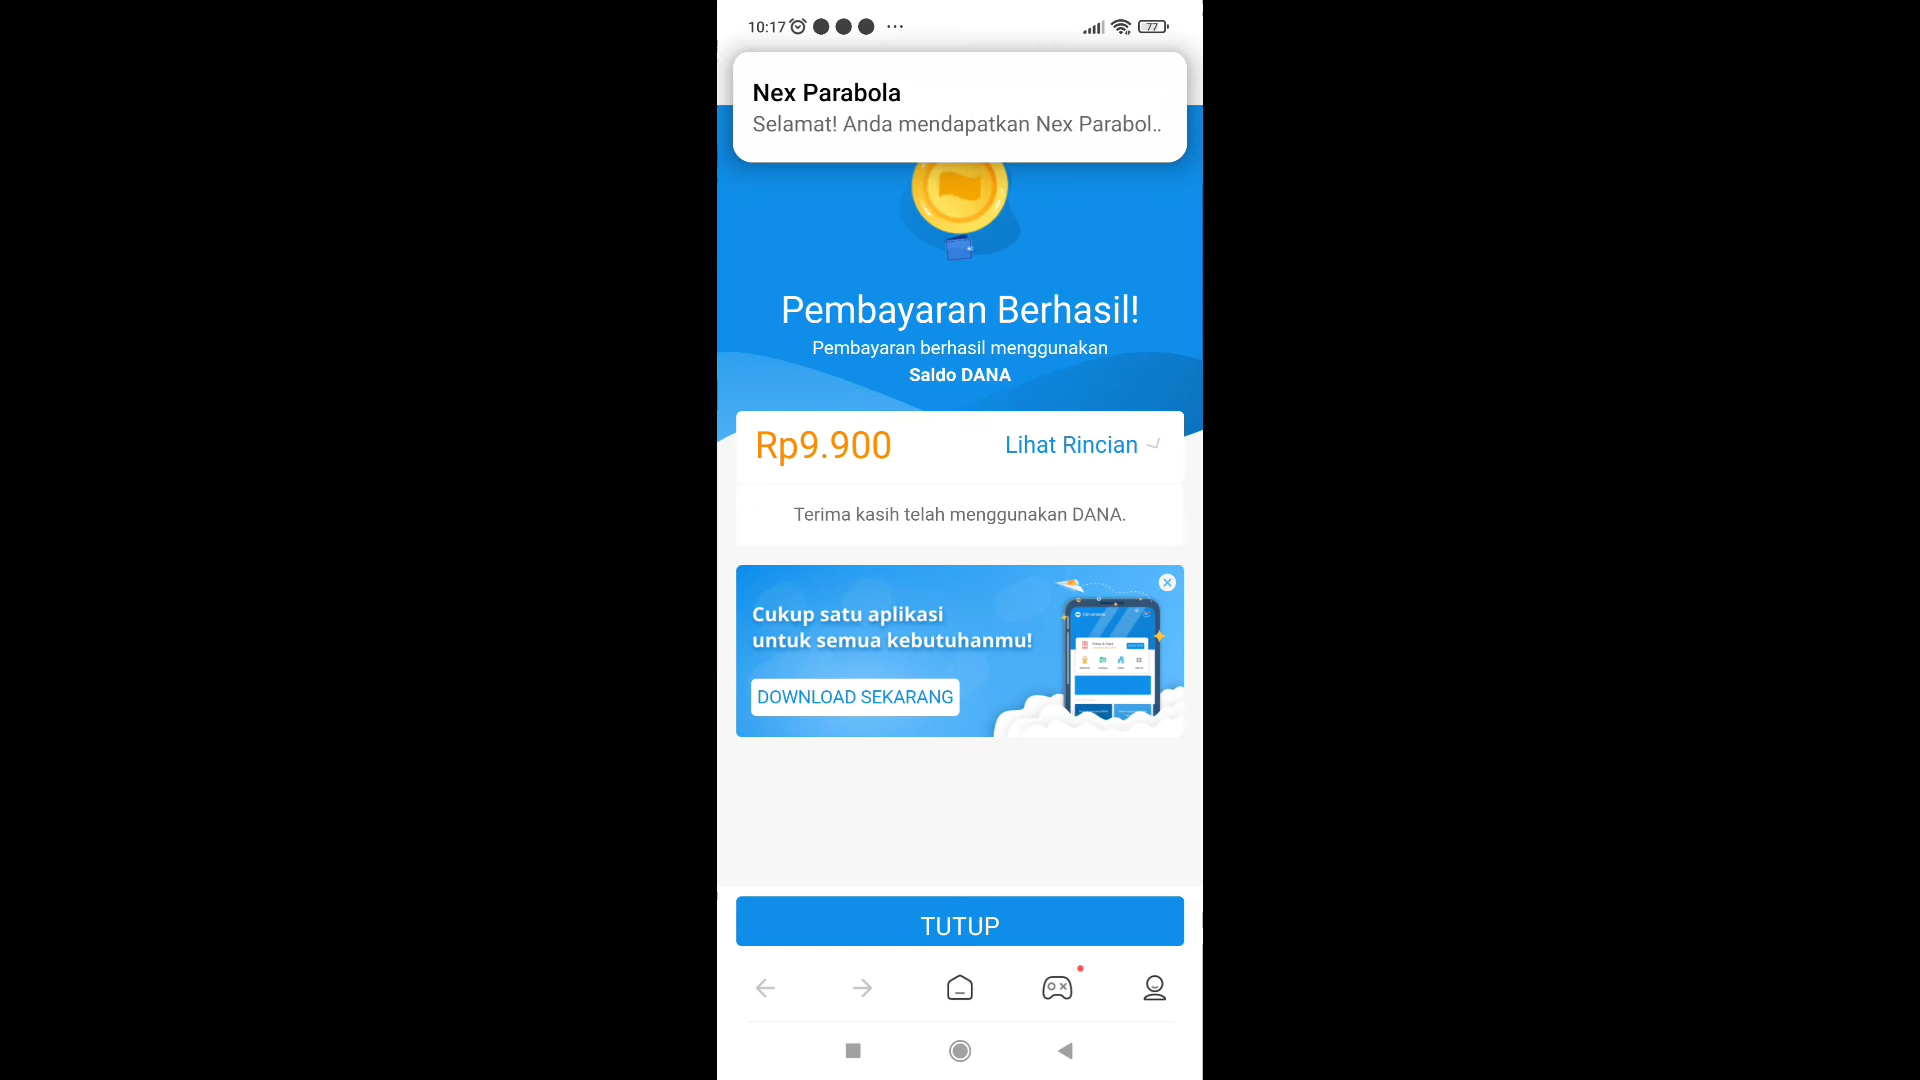 10:17
77
Nex Parabola
Selamat! Anda mendapatkan Nex Parabol..
Pembayaran Berhasil!
Pembayaran berhasil menggunakan
Saldo DANA
Rp9.900
Lihat Rincian
Terima kasih telah menggunakan DANA.
Cukup satu aplikasi
untuk semua kebutuhanmu!
DOWNLOAD SEKARANG
TUTUP